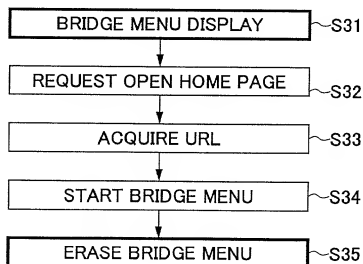 BRIDGE MENU DISPLAY ~S31
REQUEST OPEN HOME PAGE ~S32
ACQUIRE URL ~S33
START BRIDGE MENU ~S34
ERASE BRIDGE MENU ~S35